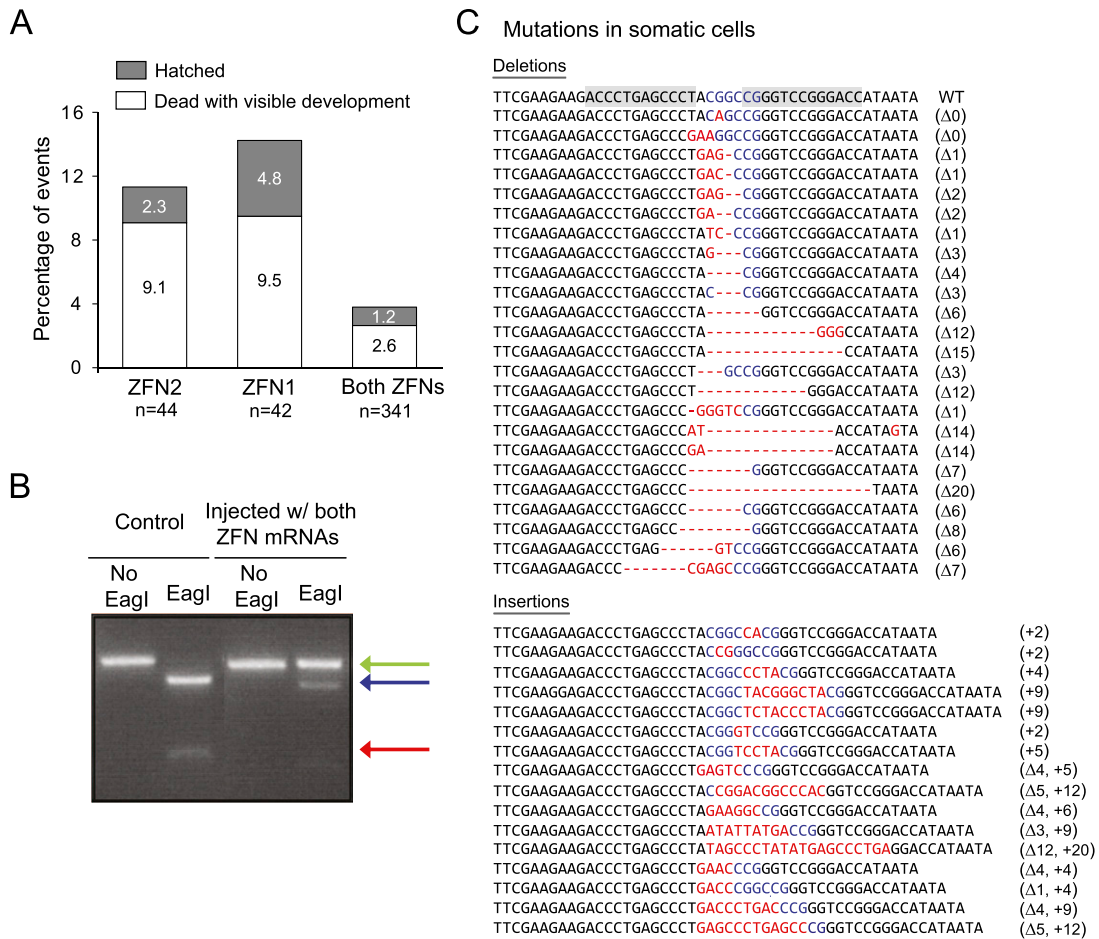 A
Hatched
Dead with visible development
Percentage of events
16
12
8
4
0
2.3
9.1
4.8
9.5
1.2
2.6
ZFN2
n=44
ZFN1
n=42
Both ZFNs
n=341
B
Control
Injected w/ both
ZFN mRNAs
No
EagI
EagI
No
EagI
EagI
C
Mutations in somatic cells
Deletions
TTCGAAGAAGACCCTGAGCCCTACGGCCGGGTCCGGGACCATAATA WT
TTCGAAGAAGACCCTGAGCCCTACAGCCGGGTCCGGGACCATAATA (Δ0)
TTCGAAGAAGACCCTGAGCCCGAAGGCCGGGTCCGGGACCATAATA (Δ0)
TTCGAAGAAGACCCTGAGCCCTGAG-CCGGGTCCGGGACCATAATA (Δ1)
TTCGAAGAAGACCCTGAGCCCTGAC-CCGGGTCCGGGACCATAATA (Δ1)
TTCGAAGAAGACCCTGAGCCCTGAG--CGGGTCCGGGACCATAATA (Δ2)
TTCGAAGAAGACCCTGAGCCCTGA--CCGGGTCCGGGACCATAATA (Δ2)
TTCGAAGAAGACCCTGAGCCCTATC-CCGGGTCCGGGACCATAATA (Δ1)
TTCGAAGAAGACCCTGAGCCCTAG---CGGGTCCGGGACCATAATA (Δ3)
TTCGAAGAAGACCCTGAGCCCTA----CGGGTCCGGGACCATAATA (Δ4)
TTCGAAGAAGACCCTGAGCCCTAC---CGGGTCCGGGACCATAATA (Δ3)
TTCGAAGAAGACCCTGAGCCCTA------GGTCCGGGACCATAATA (Δ6)
TTCGAAGAAGACCCTGAGCCCTA------------GGGCCATAATA (Δ12)
TTCGAAGAAGACCCTGAGCCCTA---------------CCATAATA (Δ15)
TTCGAAGAAGACCCTGAGCCCT---GCCGGGTCCGGGACCATAATA (Δ3)
TTCGAAGAAGACCCTGAGCCCT------------GGGACCATAATA (Δ12)
TTCGAAGAAGACCCTGAGCCC-GGGTCCGGGTCCGGGACCATAATA (Δ1)
TTCGAAGAAGACCCTGAGCCCAT--------------ACCATAGTA (Δ14)
TTCGAAGAAGACCCTGAGCCCGA--------------ACCATAATA (Δ14)
TTCGAAGAAGACCCTGAGCCC-------GGGTCCGGGACCATAATA (Δ7)
TTCGAAGAAGACCCTGAGCCC--------------------TAATA (Δ20)
TTCGAAGAAGACCCTGAGCCC------CGGGTCCGGGACCATAATA (Δ6)
TTCGAAGAAGACCCTGAGCC--------GGGTCCGGGACCATAATA (Δ8)
TTCGAAGAAGACCCTGAG------GTCCGGGTCCGGGACCATAATA (Δ6)
TTCGAAGAAGACCC-------CGAGCCCGGGTCCGGGACCATAATA (Δ7)
Insertions
TTCGAAGAAGACCCTGAGCCCTACGGCCACGGGTCCGGGACCATAATA (+2)
TTCGAAGAAGACCCTGAGCCCTACCGGGCCGGGTCCGGGACCATAATA (+2)
TTCGAAGAAGACCCTGAGCCCTACGGCCCTACGGGTCCGGGACCATAATA (+4)
TTCGAAGGAGACCCTGAGCCCTACGGCTACGGGCTACGGGTCCGGGACCATAATA (+9)
TTCGAAGAAGACCCTGAGCCCTACGGCTCTACCCTACGGGTCCGGGACCATAATA (+9)
TTCGAAGAAGACCCTGAGCCCTACGGGTCCGGGTCCGGGACCATAATA (+2)
TTCGAAGAAGACCCTGAGCCCTACGGTCCTACGGGTCCGGGACCATAATA (+5)
TTCGAAGAAGACCCTGAGCCCTGAGTCCCGGGTCCGGGACCATAATA (Δ4, +5)
TTCGAAGAAGACCCTGAGCCCTACCGGACGGCCCACGGTCCGGGACCATAATA (Δ5, +12)
TTCGAAGAAGACCCTGAGCCCTAGAAGGCCGGGTCCGGGACCATAATA (Δ4, +6)
TTCGAAGAAGACCCTGAGCCCTAATATTATGACCGGGTCCGGGACCATAATA (Δ3, +9)
TTCGAAGAAGACCCTGAGCCCTATAGCCCTATATGAGCCCTGAGGACCATAATA (Δ12, +20)
TTCGAAGAAGACCCTGAGCCCTGAACCCGGGTCCGGGACCATAATA (Δ4, +4)
TTCGAAGAAGACCCTGAGCCCTGACCCGGCCGGGTCCGGGACCATAATA (Δ1, +4)
TTCGAAGAAGACCCTGAGCCCTGACCCTGACCCGGGTCCGGGACCATAATA (Δ4, +9)
TTCGAAGAAGACCCTGAGCCCTGAGCCCTGAGCCCGGGTCCGGGACCATAATA (Δ5, +12)